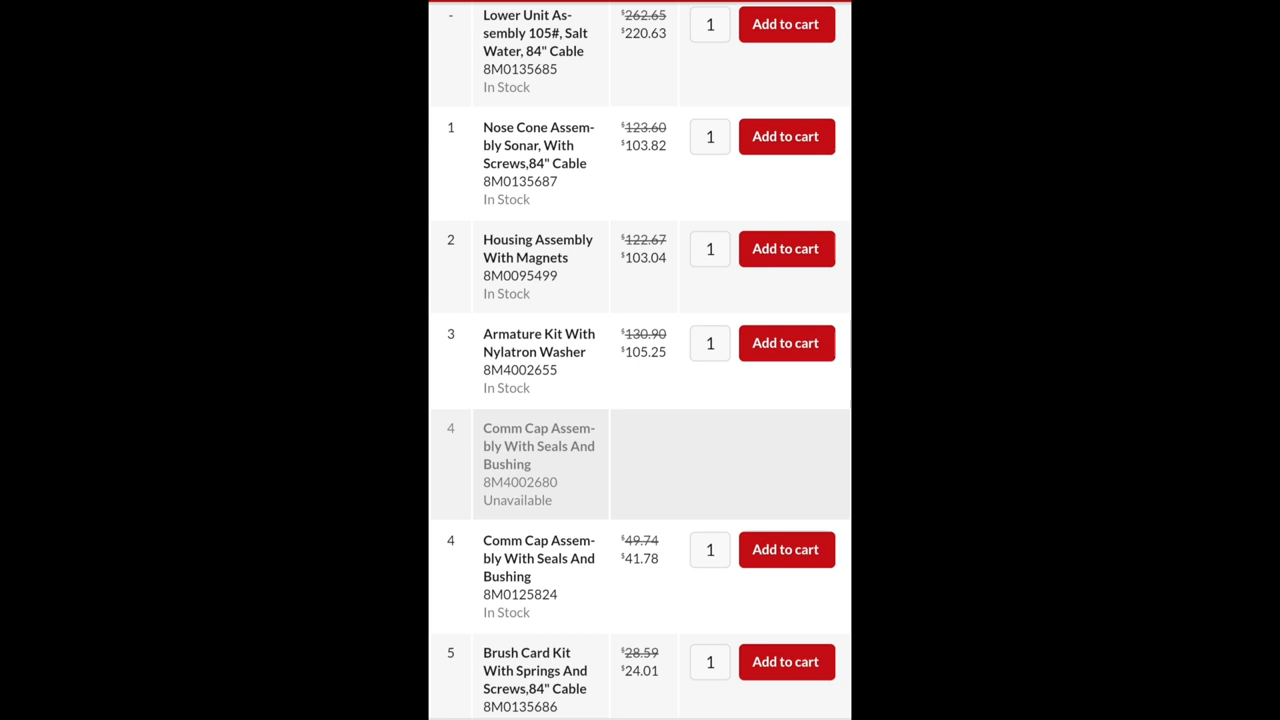 -
Lower Unit As-
sembly 105#, Salt
Water, 84" Cable
8M0135685
In Stock
$262.65
$220.63
1
Add to cart
1
Nose Cone Assem-
bly Sonar, With
Screws,84" Cable
8M0135687
In Stock
$123.60
$103.82
1
Add to cart
2
Housing Assembly
With Magnets
8M0095499
In Stock
$122.67
$103.04
1
Add to cart
3
Armature Kit With
Nylatron Washer
8M4002655
In Stock
$130.90
$105.25
1
Add to cart
4
Comm Cap Assem-
bly With Seals And
Bushing
8M4002680
Unavailable
4
Comm Cap Assem-
bly With Seals And
Bushing
8M0125824
In Stock
$49.74
$41.78
1
Add to cart
5
Brush Card Kit
With Springs And
Screws,84" Cable
8M0135686
$28.59
$24.01
1
Add to cart